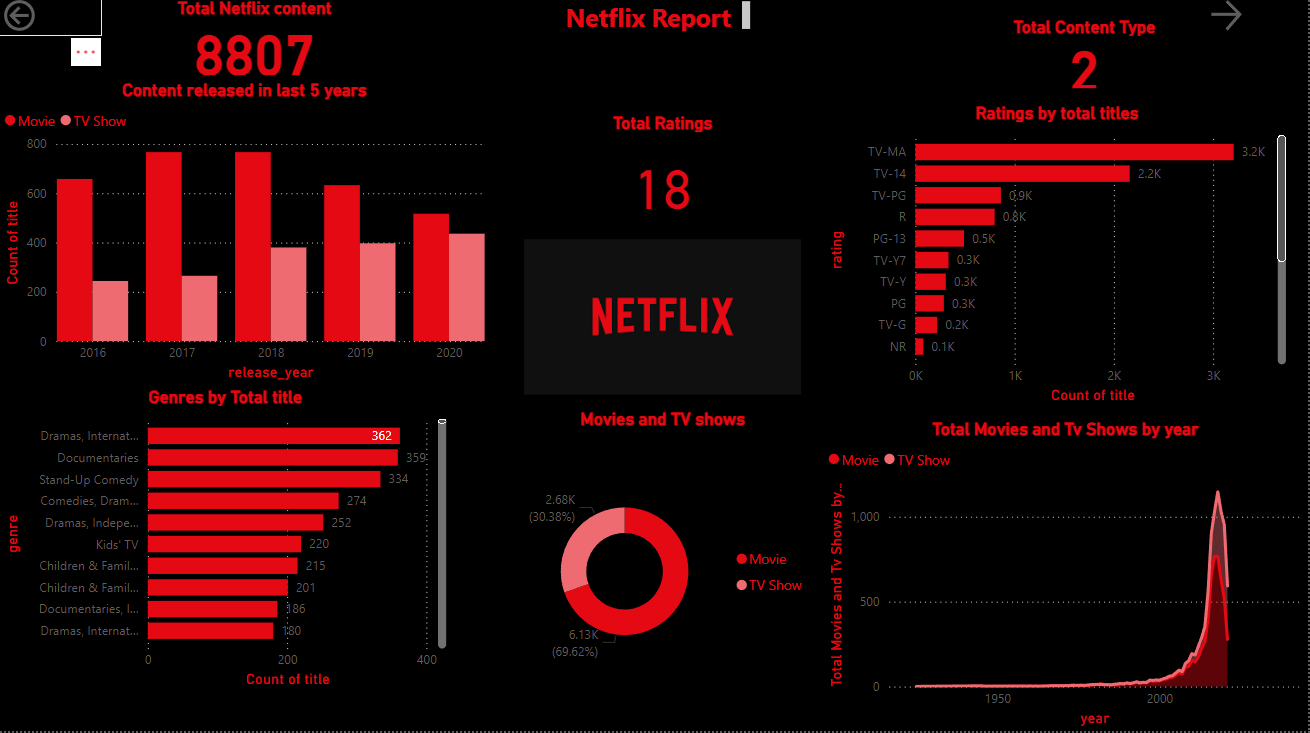 Total Netflix content
8807
Content released in last 5 years
Movie TV Show
Count of title
800
600
400
200
0
2016 2017 2018 2019 2020
release_year
Genres by Total title
genre
Dramas, Internat... 362
Documentaries 359
Stand-Up Comedy 334
Comedies, Dram... 274
Dramas, Indepe... 252
Kids' TV 220
Children & Famil... 215
Children & Famil... 201
Documentaries, I... 186
Dramas, Internat... 180
0 200 400
Count of title
Netflix Report
Total Ratings
18
NETFLIX
Movies and TV shows
2.68K
(30.38%)
6.13K
(69.62%)
Movie
TV Show
Total Content Type
2
Ratings by total titles
rating
TV-MA 3.2K
TV-14 2.2K
TV-PG 0.9K
R 0.8K
PG-13 0.5K
TV-Y7 0.3K
TV-Y 0.3K
PG 0.3K
TV-G 0.2K
NR 0.1K
0K 1K 2K 3K
Count of title
Total Movies and Tv Shows by year
Movie TV Show
Total Movies and Tv Shows by...
1,000
500
0
1950 2000
year